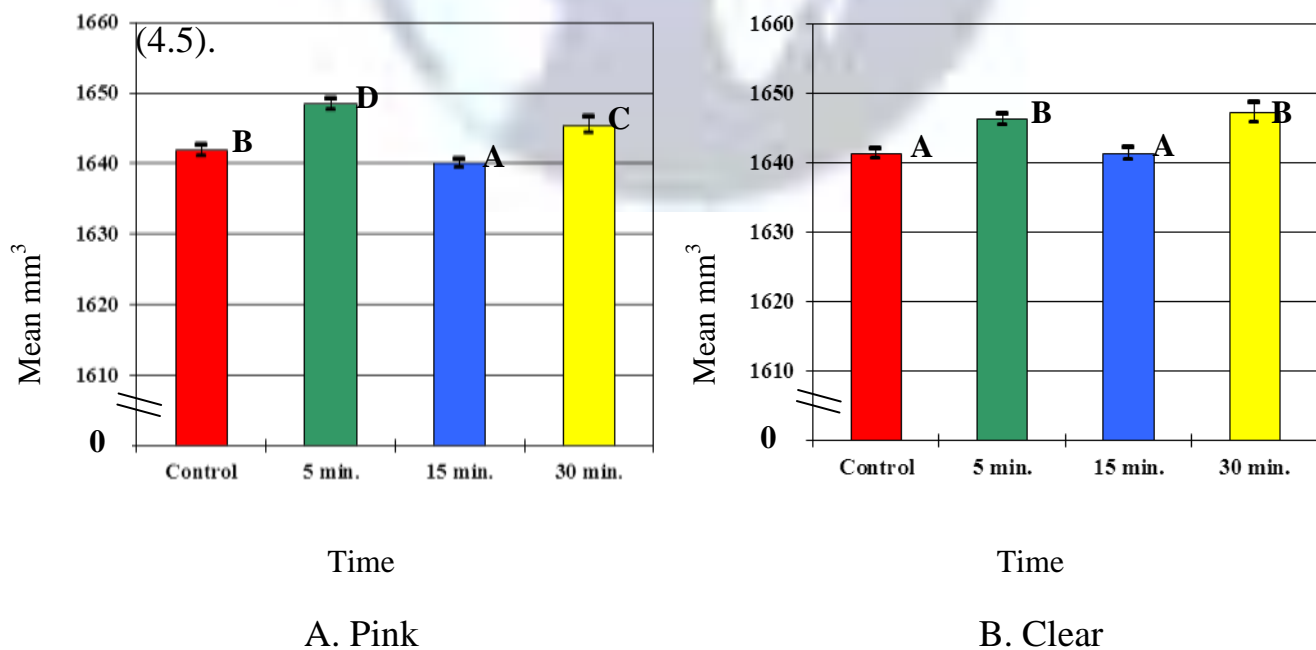 (4.5).
1660
1650
1640
1630
1620
1610
0
Mean mm³
B
D
A
C
Control 5 min. 15 min. 30 min.
Time
A. Pink
1660
1650
1640
1630
1620
1610
0
Mean mm³
A
B
A
B
Control 5 min. 15 min. 30 min.
Time
B. Clear